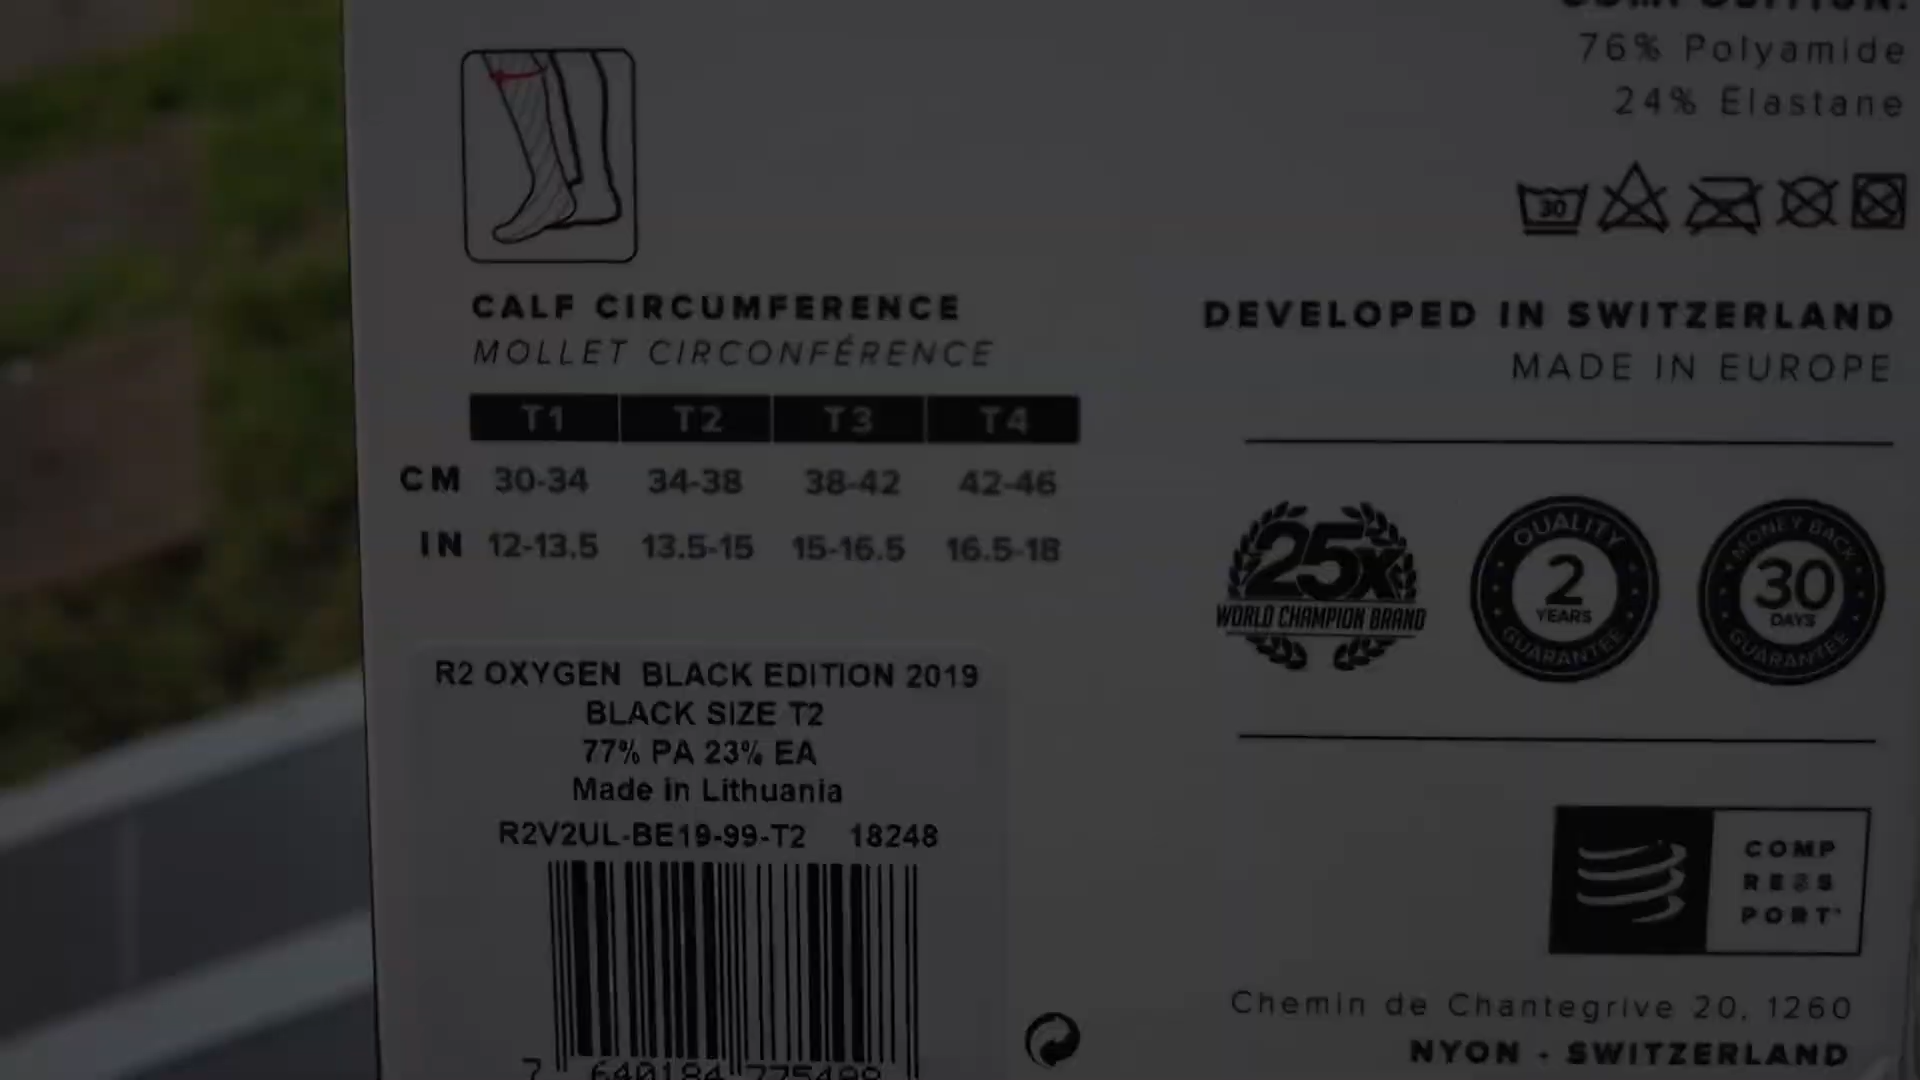 COMPOSITION:
76% Polyamide
24% Elastane
30
CALF CIRCUMFERENCE
MOLLET CIRCONFÉRENCE
DEVELOPED IN SWITZERLAND
MADE IN EUROPE
T1 T2 T3 T4
CM 30-34 34-38 38-42 42-46
IN 12-13.5 13.5-15 15-16.5 16.5-18
25x
WORLD CHAMPION BRAND
QUALITY
2
YEARS
GUARANTEE
MONEY BACK
30
DAYS
GUARANTEE
R2 OXYGEN BLACK EDITION 2019
BLACK SIZE T2
77% PA 23% EA
Made in Lithuania
R2V2UL-BE19-99-T2 18248
7 640184 775499
COMP
RESS
PORT
Chemin de Chantegrive 20, 1260
NYON - SWITZERLAND